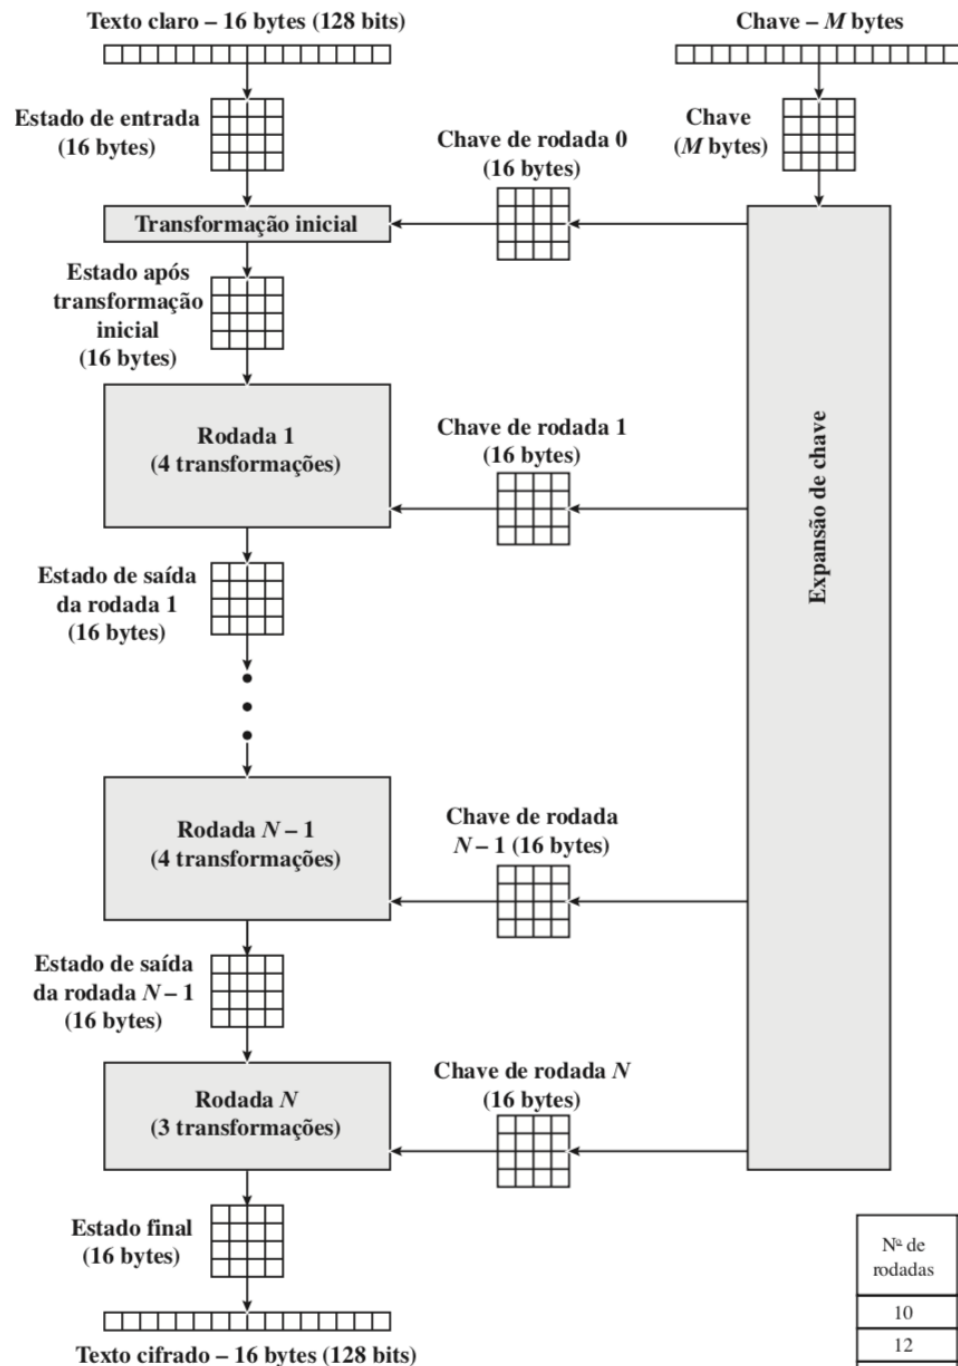 Texto claro – 16 bytes (128 bits)
Chave – M bytes
Estado de entrada
(16 bytes)
Chave de rodada 0
(16 bytes)
Chave
(M bytes)
Transformação inicial
Estado após
transformação
inicial
(16 bytes)
Rodada 1
(4 transformações)
Chave de rodada 1
(16 bytes)
Expansão de chave
Estado de saída
da rodada 1
(16 bytes)
Rodada N – 1
(4 transformações)
Chave de rodada
N – 1 (16 bytes)
Estado de saída
da rodada N – 1
(16 bytes)
Rodada N
(3 transformações)
Chave de rodada N
(16 bytes)
Estado final
(16 bytes)
Nº de
rodadas
10
12
Texto cifrado – 16 bytes (128 bits)